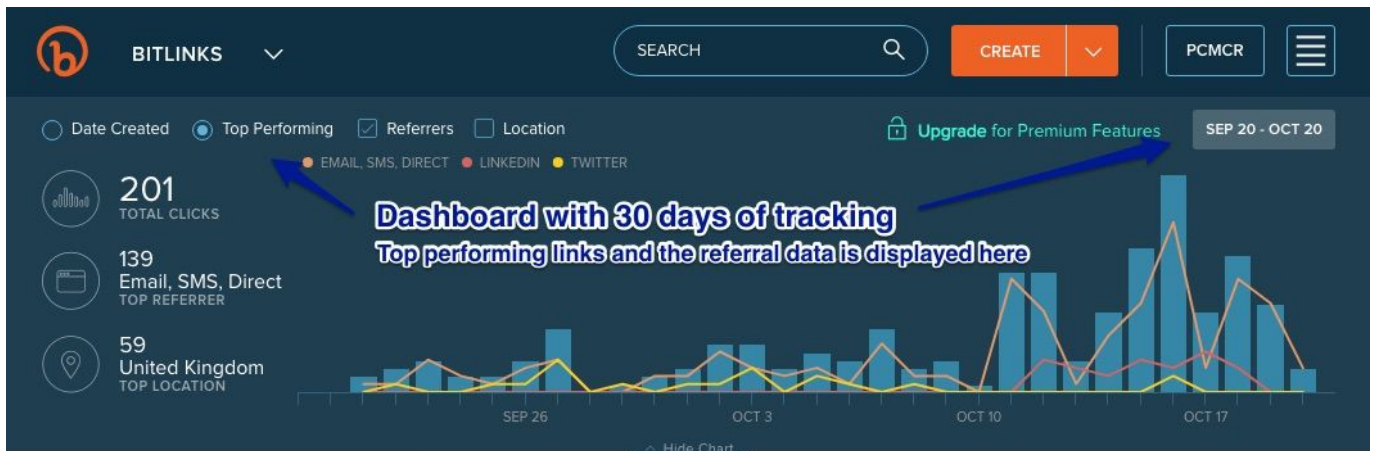 b
BITLINKS
SEARCH
CREATE
PCMCR
Date Created
Top Performing
Referrers
Location
Upgrade for Premium Features
SEP 20 - OCT 20
EMAIL, SMS, DIRECT
LINKEDIN
TWITTER
201
TOTAL CLICKS
Dashboard with 30 days of tracking
Top performing links and the referral data is displayed here
139
Email, SMS, Direct
TOP REFERRER
59
United Kingdom
TOP LOCATION
SEP 26
OCT 3
OCT 10
OCT 17
Hide Chart